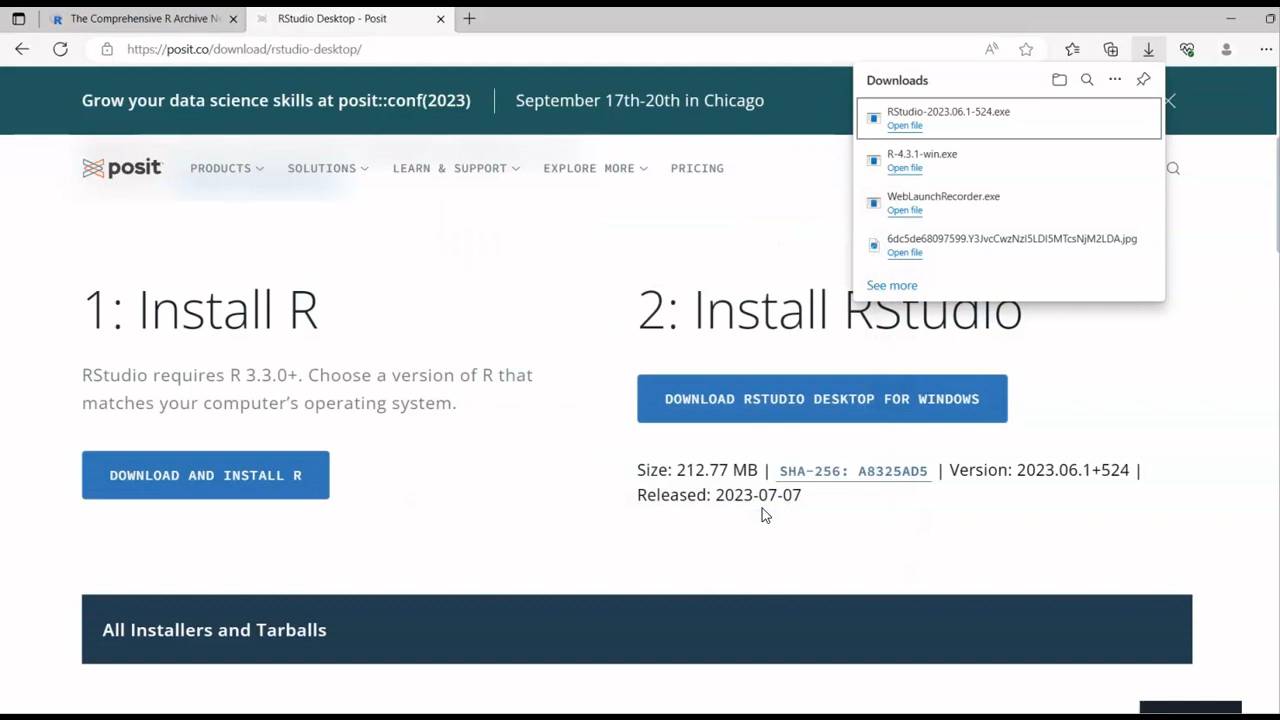 The Comprehensive R Archive Ne
RStudio Desktop - Posit
https://posit.co/download/rstudio-desktop/
Grow your data science skills at posit::conf(2023)
September 17th-20th in Chicago
Downloads
RStudio-2023.06.1-524.exe
Open file
R-4.3.1-win.exe
Open file
WebLaunchRecorder.exe
Open file
Open file
See more
posit
PRODUCTS
SOLUTIONS
LEARN & SUPPORT
EXPLORE MORE
PRICING
1: Install R
RStudio requires R 3.3.0+. Choose a version of R that
matches your computer's operating system.
DOWNLOAD AND INSTALL R
2: Install RStudio
DOWNLOAD RSTUDIO DESKTOP FOR WINDOWS
Size: 212.77 MB | SHA-256: A8325AD5 | Version: 2023.06.1+524 |
Released: 2023-07-07
All Installers and Tarballs